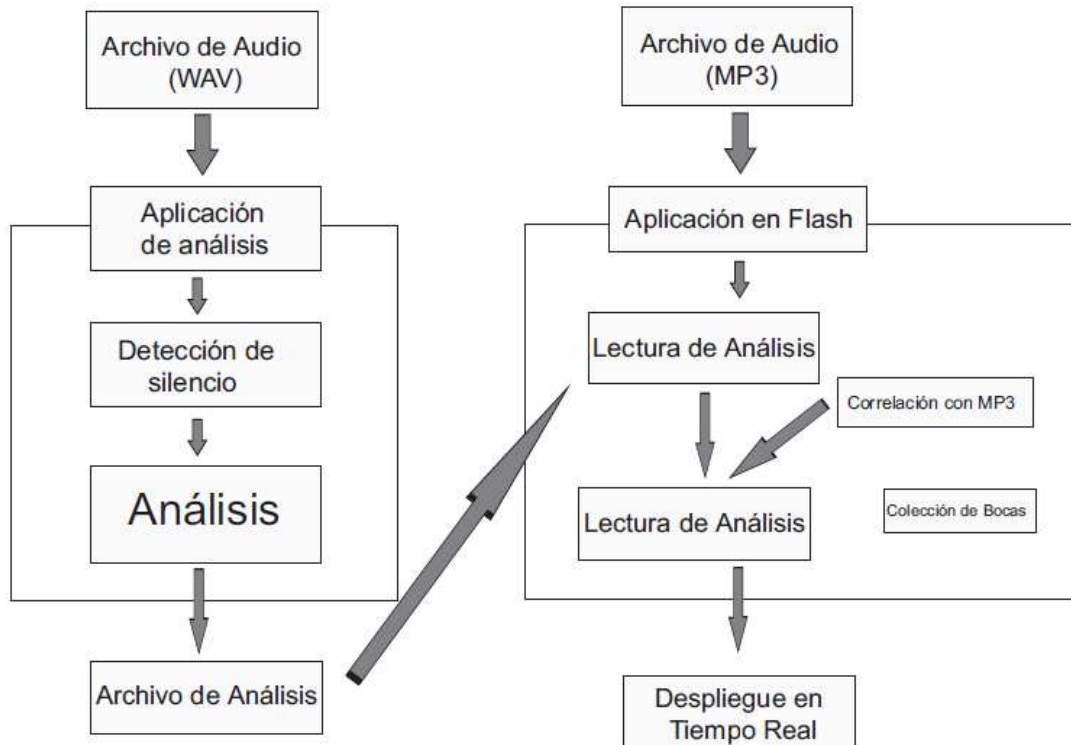 Archivo de Audio
(WAV)
Aplicación
de análisis
Detección de
silencio
Análisis
Archivo de Análisis
Archivo de Audio
(MP3)
Aplicación en Flash
Lectura de Análisis
Correlación con MP3
Lectura de Análisis
Colección de Bocas
Despliegue en
Tiempo Real